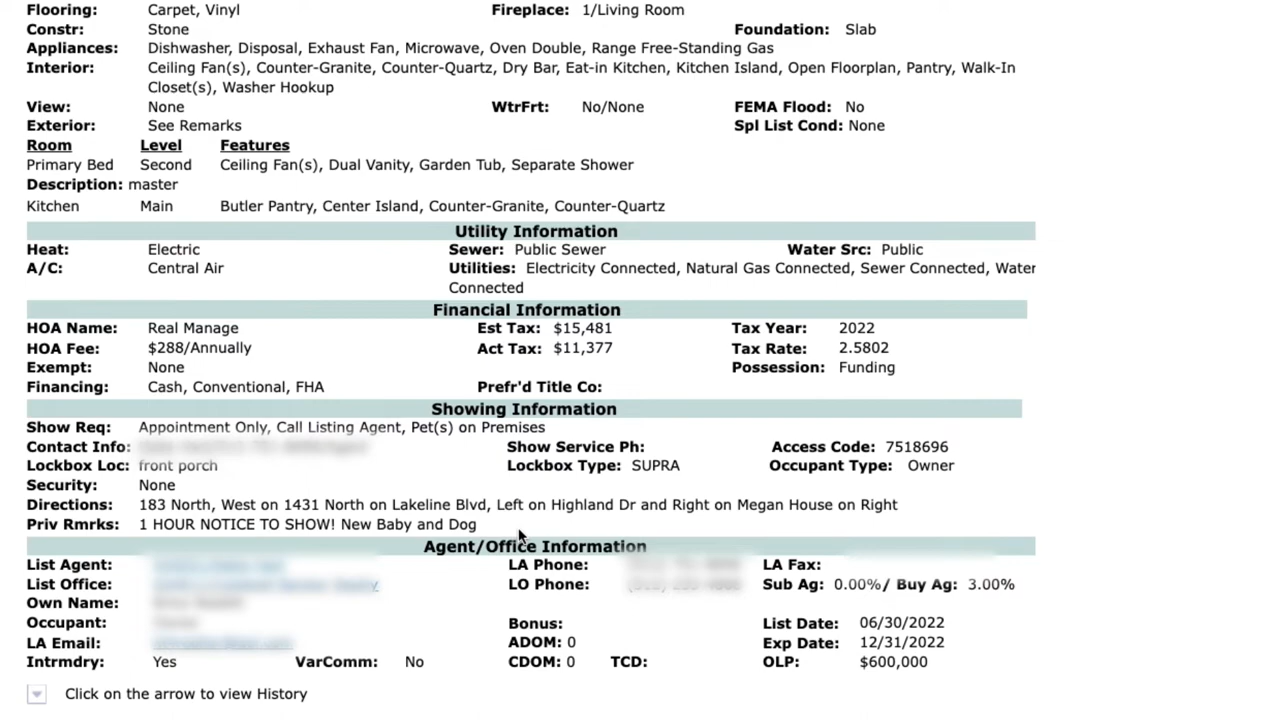 Flooring: Carpet, Vinyl Fireplace: 1/Living Room
Constr: Stone Foundation: Slab
Appliances: Dishwasher, Disposal, Exhaust Fan, Microwave, Oven Double, Range Free-Standing Gas
Interior: Ceiling Fan(s), Counter-Granite, Counter-Quartz, Dry Bar, Eat-in Kitchen, Kitchen Island, Open Floorplan, Pantry, Walk-In
Closet(s), Washer Hookup
View: None WtrFrt: No/None FEMA Flood: No
Exterior: See Remarks Spl List Cond: None
Room Level Features
Primary Bed Second Ceiling Fan(s), Dual Vanity, Garden Tub, Separate Shower
Description: master
Kitchen Main Butler Pantry, Center Island, Counter-Granite, Counter-Quartz
Utility Information
Heat: Electric Sewer: Public Sewer Water Src: Public
A/C: Central Air Utilities: Electricity Connected, Natural Gas Connected, Sewer Connected, Water
Connected
Financial Information
HOA Name: Real Manage Est Tax: $15,481 Tax Year: 2022
HOA Fee: $288/Annually Act Tax: $11,377 Tax Rate: 2.5802
Exempt: None Possession: Funding
Financing: Cash, Conventional, FHA Prefr'd Title Co:
Showing Information
Show Req: Appointment Only, Call Listing Agent, Pet(s) on Premises
Contact Info: Show Service Ph: Access Code: 7518696
Lockbox Loc: front porch Lockbox Type: SUPRA Occupant Type: Owner
Security: None
Directions: 183 North, West on 1431 North on Lakeline Blvd, Left on Highland Dr and Right on Megan House on Right
Priv Rmrks: 1 HOUR NOTICE TO SHOW! New Baby and Dog
Agent/Office Information
List Agent: LA Phone: LA Fax:
List Office: LO Phone: Sub Ag: 0.00%/ Buy Ag: 3.00%
Own Name:
Occupant: Bonus: List Date: 06/30/2022
LA Email: ADOM: 0 Exp Date: 12/31/2022
Intrmdry: Yes VarComm: No CDOM: 0 TCD: OLP: $600,000
Click on the arrow to view History